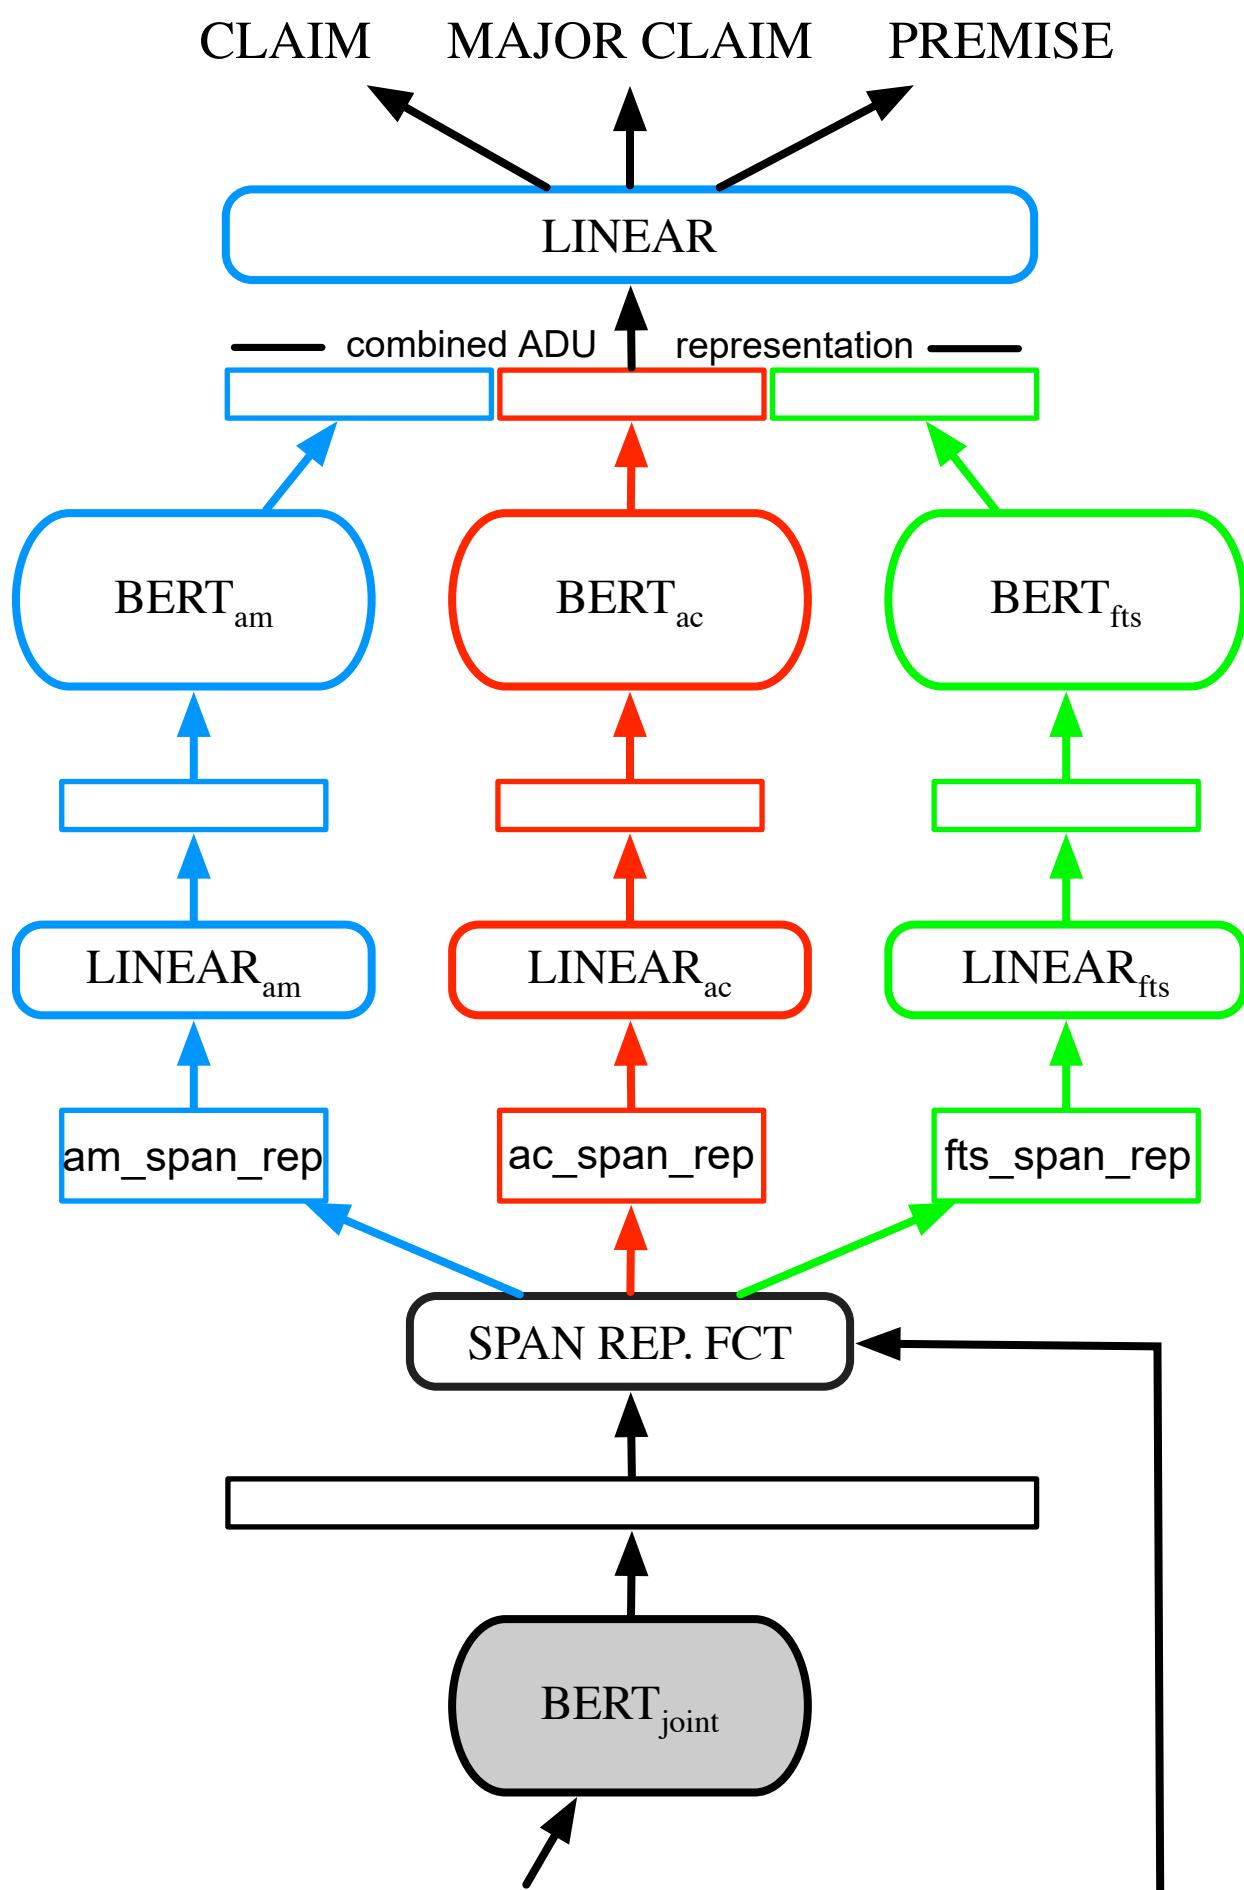 CLAIM MAJOR CLAIM PREMISE
LINEAR
combined ADU representation
BERTam BERTac BERTfts
LINEARam LINEARac LINEARfts
am_span_rep ac_span_rep fts_span_rep
SPAN REP. FCT
BERTjoint